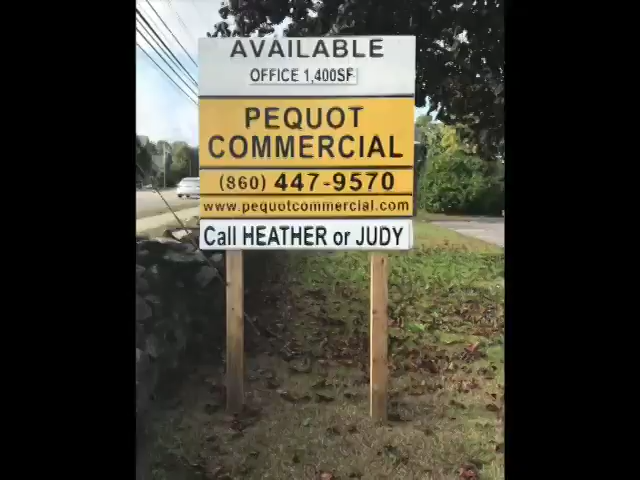 AVAILABLE
OFFICE 1,400SF
PEQUOT
COMMERCIAL
(860) 447-9570
www.pequotcommercial.com
Call HEATHER or JUDY